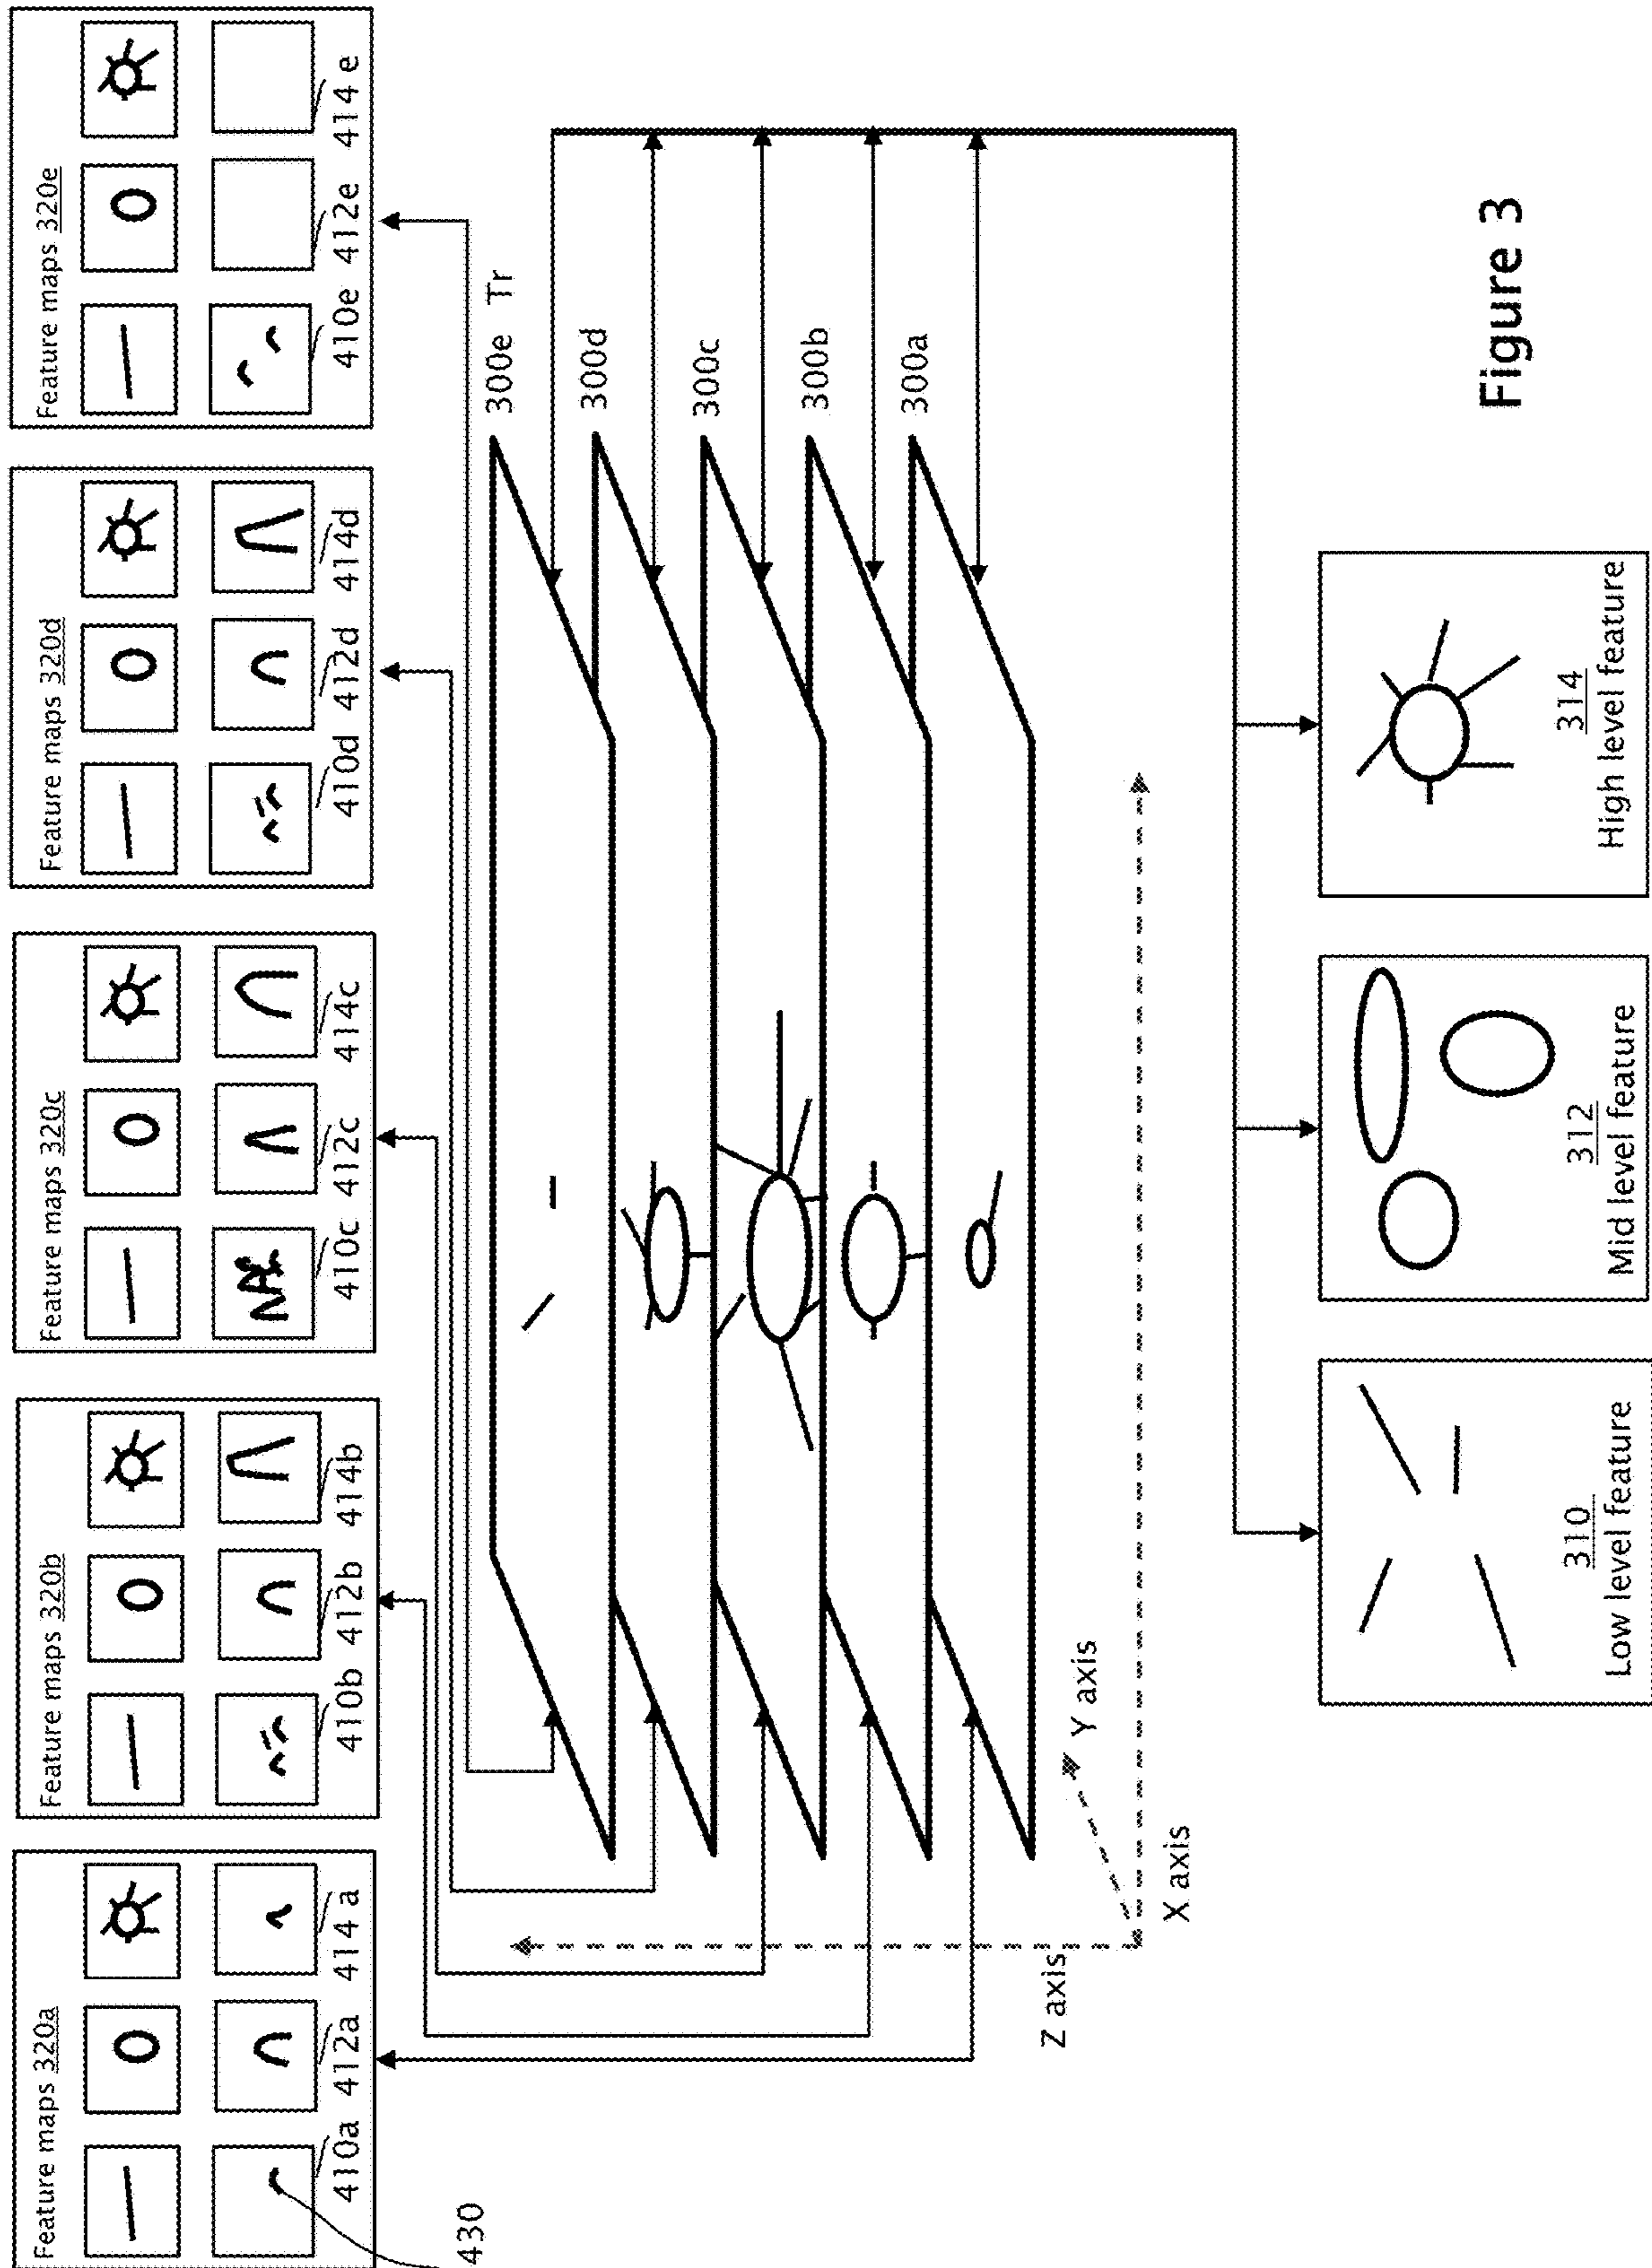 Feature maps 320a
410a
412a
414 a
430
Feature maps 320b
410b
412b
414b
Feature maps 320c
410c
412c
414c
Feature maps 320d
410d
412d
414d
Feature maps 320e
410e
412e
414 e
300e Tr
300d
300c
300b
300a
Z axis
Y axis
X axis
310
Low level feature
312
Mid level feature
314
High level feature
Figure 3